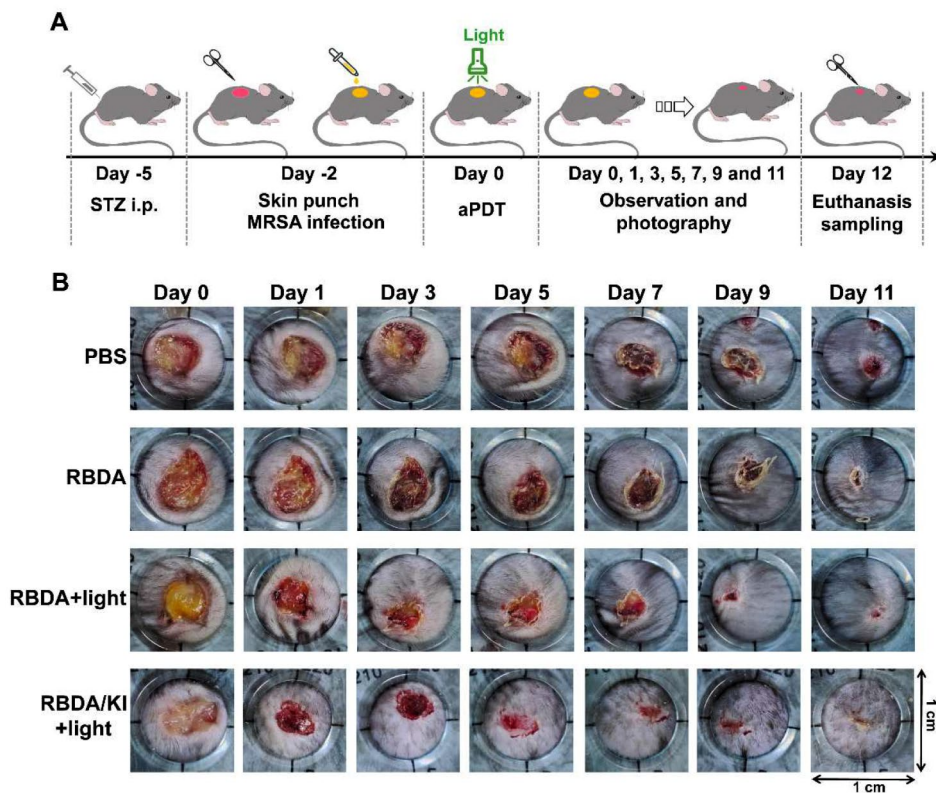 A
Light
Day -5
STZ i.p.
Day -2
Skin punch
MRSA infection
Day 0
aPDT
Day 0, 1, 3, 5, 7, 9 and 11
Observation and
photography
Day 12
Euthanasis
sampling
B
Day 0 Day 1 Day 3 Day 5 Day 7 Day 9 Day 11
PBS
RBDA
RBDA+light
RBDA/KI
+light
1 cm
1 cm